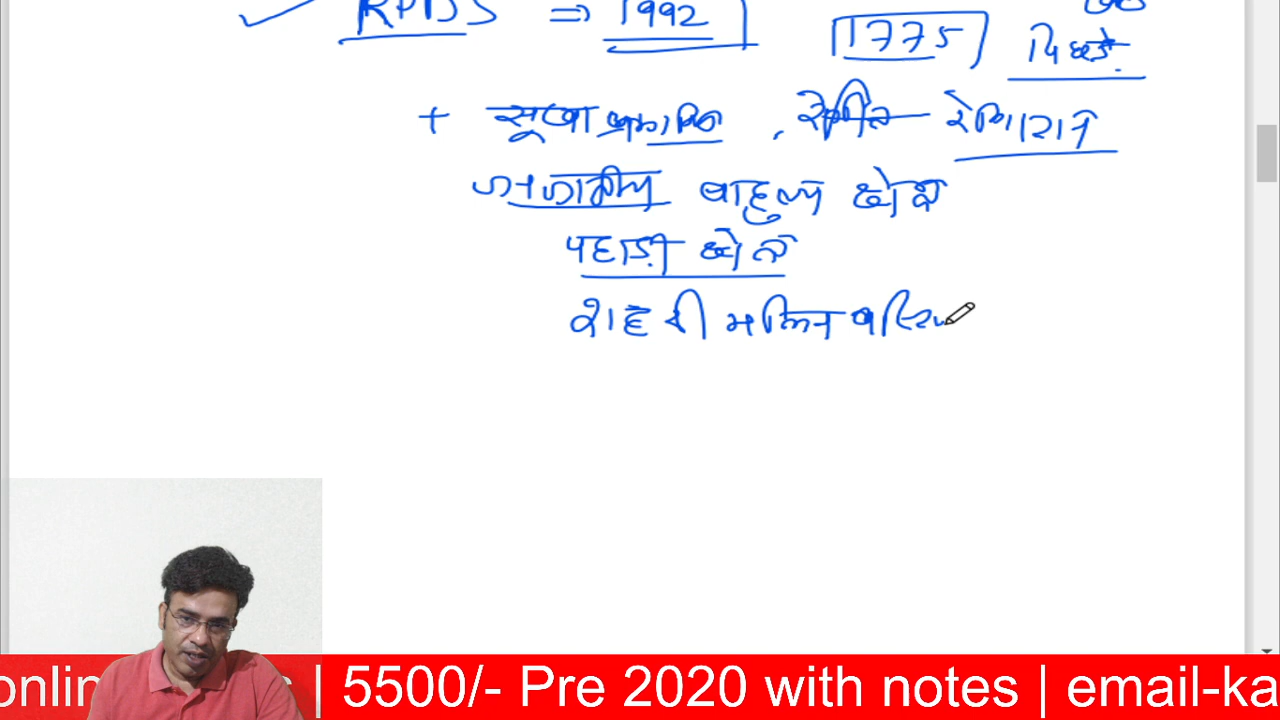 RPDS ⇒ 1992
1775 पिछड़े
+ सूखा प्रभावित , रेगिस्तान
जनजातीय बाहुल्य क्षेत्र
पहाड़ी क्षेत्र
शहरी मलिन बस्ति
| 5500/- Pre 2020 with notes | email-ka